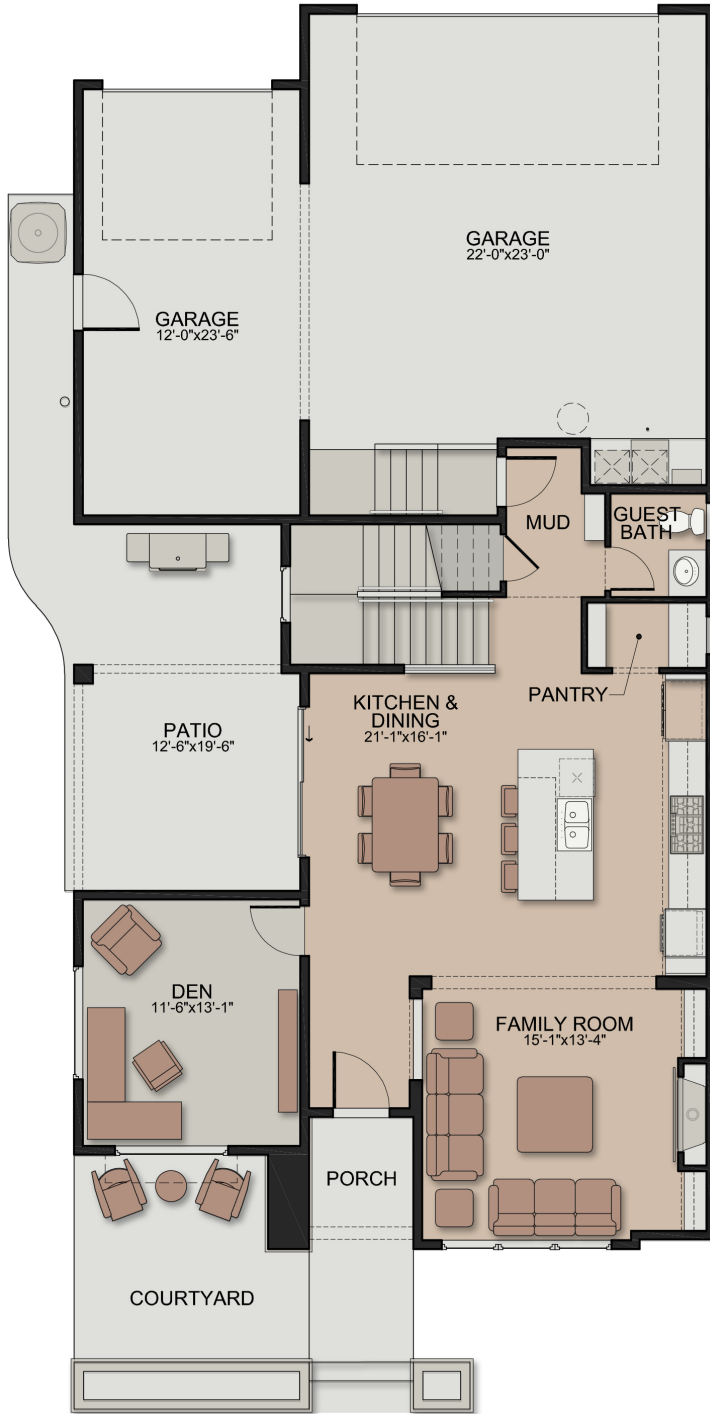 GARAGE
22'-0"x23'-0"
GARAGE
12'-0"x23'-6"
MUD
GUEST
BATH
PANTRY
KITCHEN &
DINING
21'-1"x16'-1"
PATIO
12'-6"x19'-6"
DEN
11'-6"x13'-1"
FAMILY ROOM
15'-1"x13'-4"
PORCH
COURTYARD